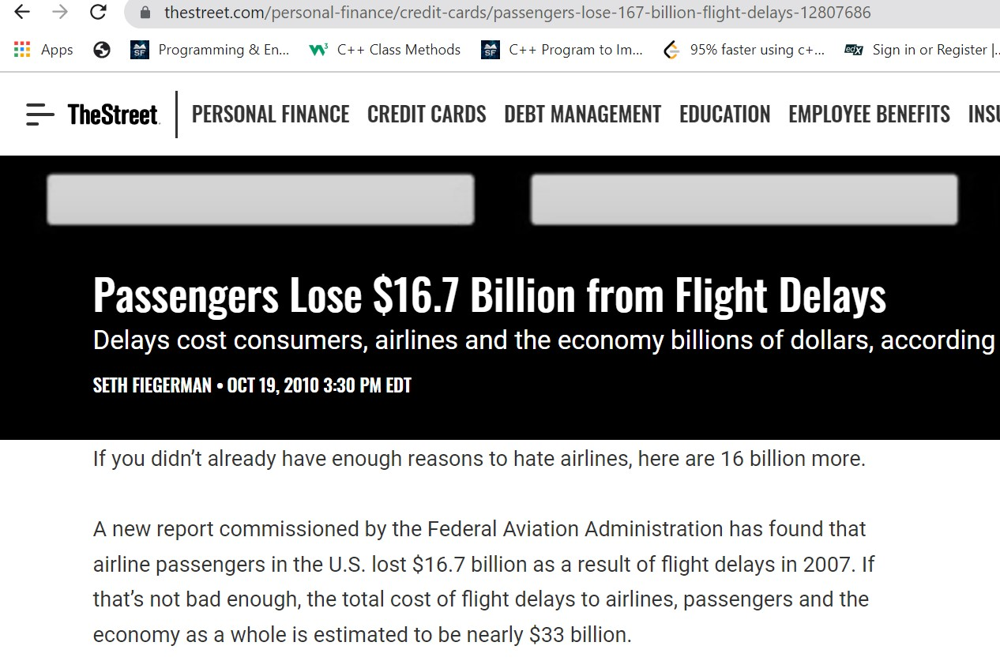 thestreet.com/personal-finance/credit-cards/passengers-lose-167-billion-flight-delays-12807686
Apps SF Programming & En... W3 C++ Class Methods SF C++ Program to Im... 95% faster using c+... edX Sign in or Register |..
TheStreet PERSONAL FINANCE CREDIT CARDS DEBT MANAGEMENT EDUCATION EMPLOYEE BENEFITS INSU
Passengers Lose $16.7 Billion from Flight Delays
Delays cost consumers, airlines and the economy billions of dollars, according
SETH FIEGERMAN • OCT 19, 2010 3:30 PM EDT
If you didn’t already have enough reasons to hate airlines, here are 16 billion more.
A new report commissioned by the Federal Aviation Administration has found that
airline passengers in the U.S. lost $16.7 billion as a result of flight delays in 2007. If
that’s not bad enough, the total cost of flight delays to airlines, passengers and the
economy as a whole is estimated to be nearly $33 billion.